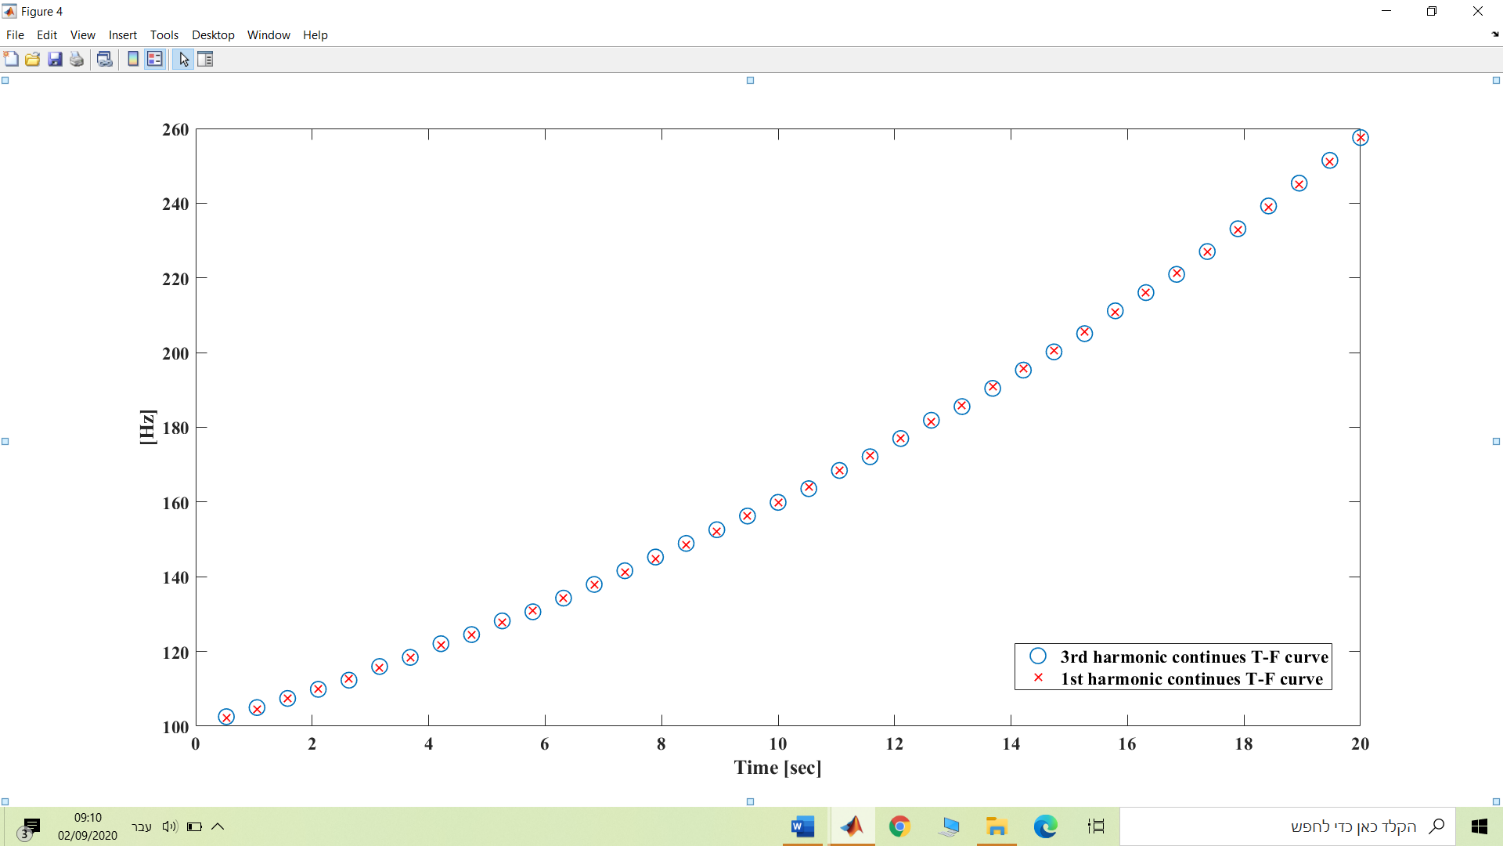 Figure 4
File Edit View Insert Tools Desktop Window Help
260
240
220
200
180
160
140
120
100
[Hz]
0 2 4 6 8 10 12 14 16 18 20
Time [sec]
3rd harmonic continues T-F curve
1st harmonic continues T-F curve
3
09:10
02/09/2020
עבר
הקלד כאן כדי לחפש